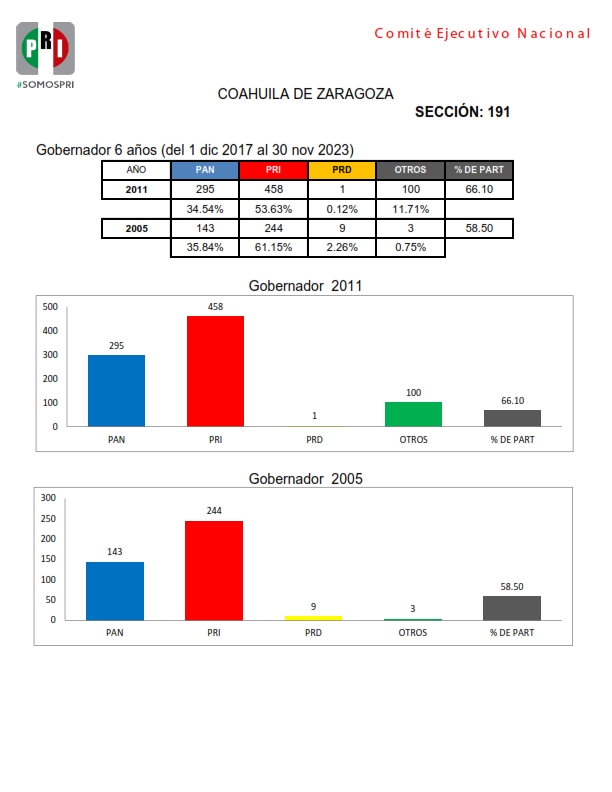 PRI
#SOMOSPRI
Comité Ejecutivo Nacional
COAHUILA DE ZARAGOZA
SECCIÓN: 191
Gobernador 6 años (del 1 dic 2017 al 30 nov 2023)
AÑO PAN PRI PRD OTROS % DE PART
2011 295 458 1 100 66.10
34.54% 53.63% 0.12% 11.71%
2005 143 244 9 3 58.50
35.84% 61.15% 2.26% 0.75%
Gobernador 2011
500
400
300
200
100
0
295
458
1
100
66.10
PAN PRI PRD OTROS % DE PART
Gobernador 2005
300
250
200
150
100
50
0
143
244
9
3
58.50
PAN PRI PRD OTROS % DE PART